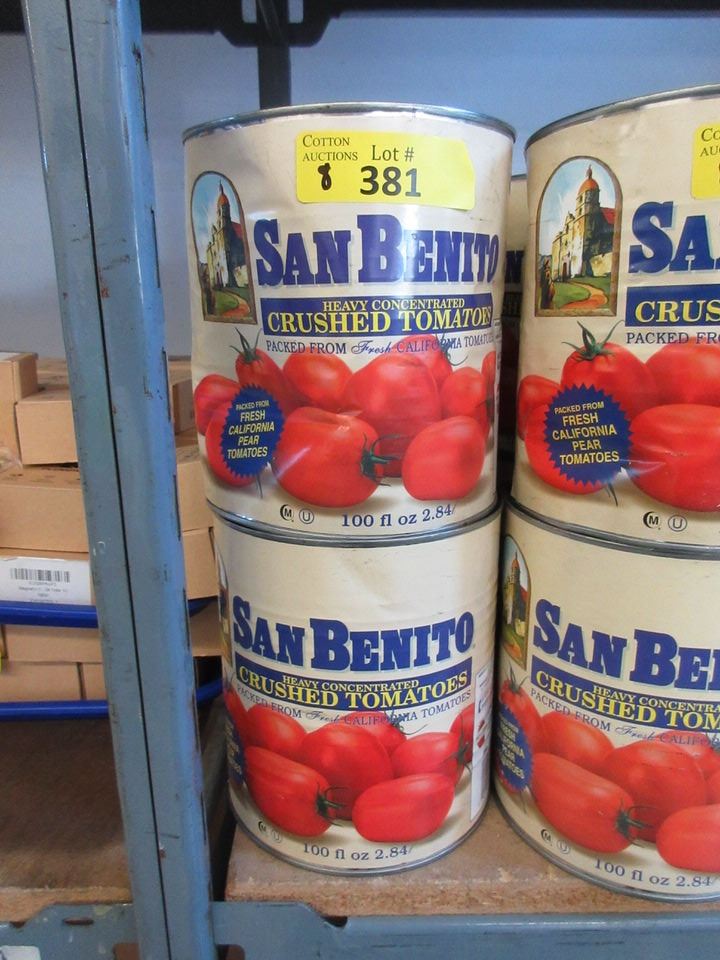 COTTON
AUCTIONS Lot #
8 381
SAN BENITO
HEAVY CONCENTRATED
CRUSHED TOMATOES
PACKED FROM Fresh CALIFORNIA TOMATOES
PACKED FROM
FRESH
CALIFORNIA
PEAR
TOMATOES
M U
100 fl oz 2.84
CO
AU
SA
CRUS
PACKED FR
PACKED FROM
FRESH
CALIFORNIA
PEAR
TOMATOES
M U
SAN BENITO
HEAVY CONCENTRATED
CRUSHED TOMATOES
PACKED FROM Fresh CALIFORNIA TOMATOES
M U
100 fl oz 2.84
SAN BE
HEAVY CONCENTRA
CRUSHED TOM
PACKED FROM Fresh CALIFO
M U
100 fl oz 2.84